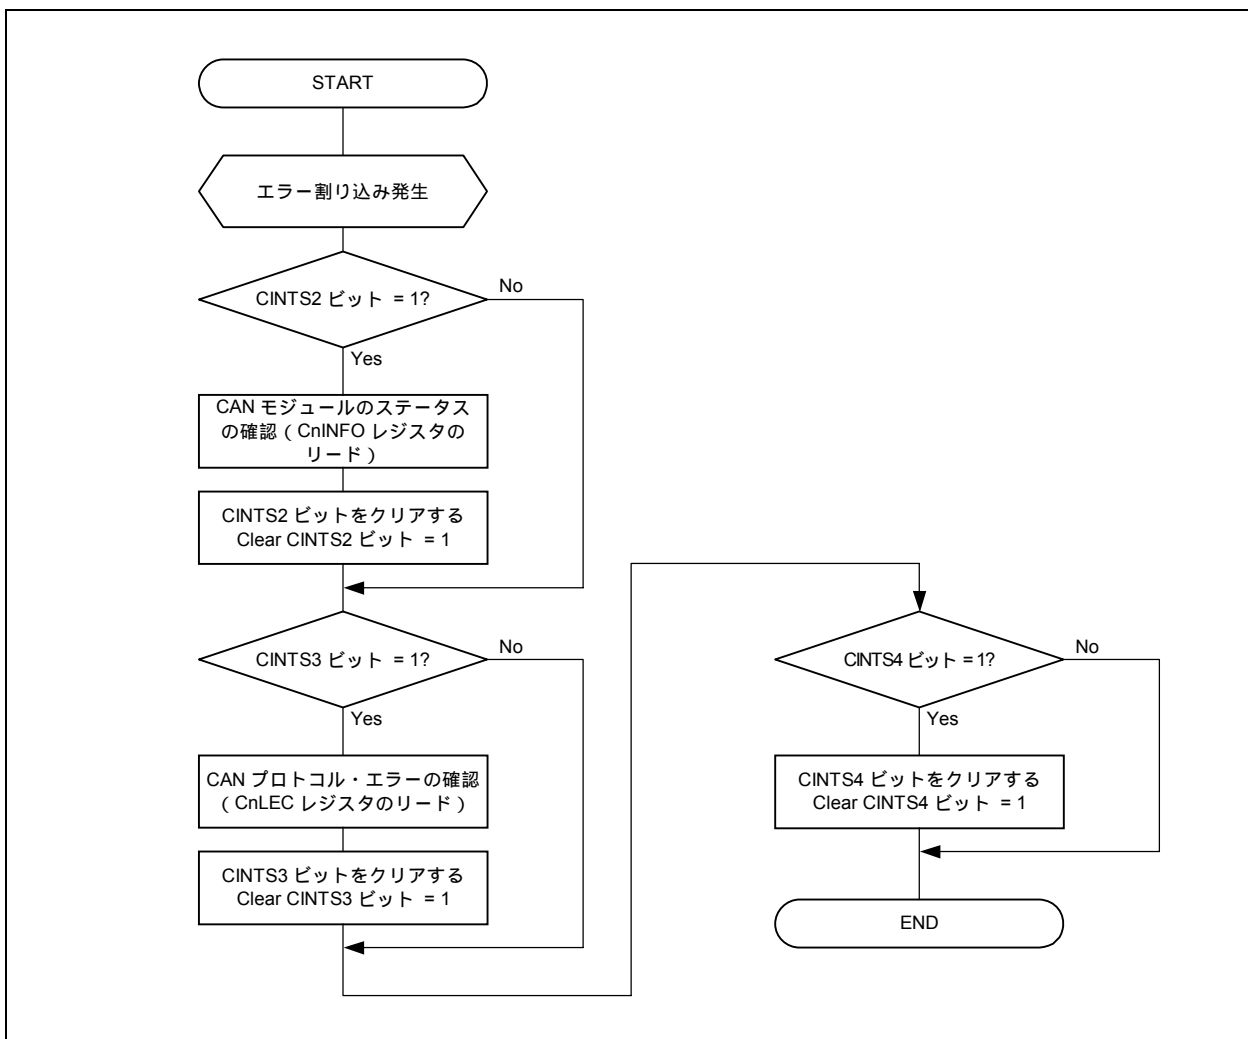 START
エラー割り込み発生
CINTS2 ビット = 1?
No
Yes
CAN モジュールのステータス
の確認（CnINFO レジスタの
リード）
CINTS2 ビットをクリアする
Clear CINTS2 ビット = 1
CINTS3 ビット = 1?
No
Yes
CAN プロトコル・エラーの確認
（CnLEC レジスタのリード）
CINTS3 ビットをクリアする
Clear CINTS3 ビット = 1
CINTS4 ビット = 1?
No
Yes
CINTS4 ビットをクリアする
Clear CINTS4 ビット = 1
END